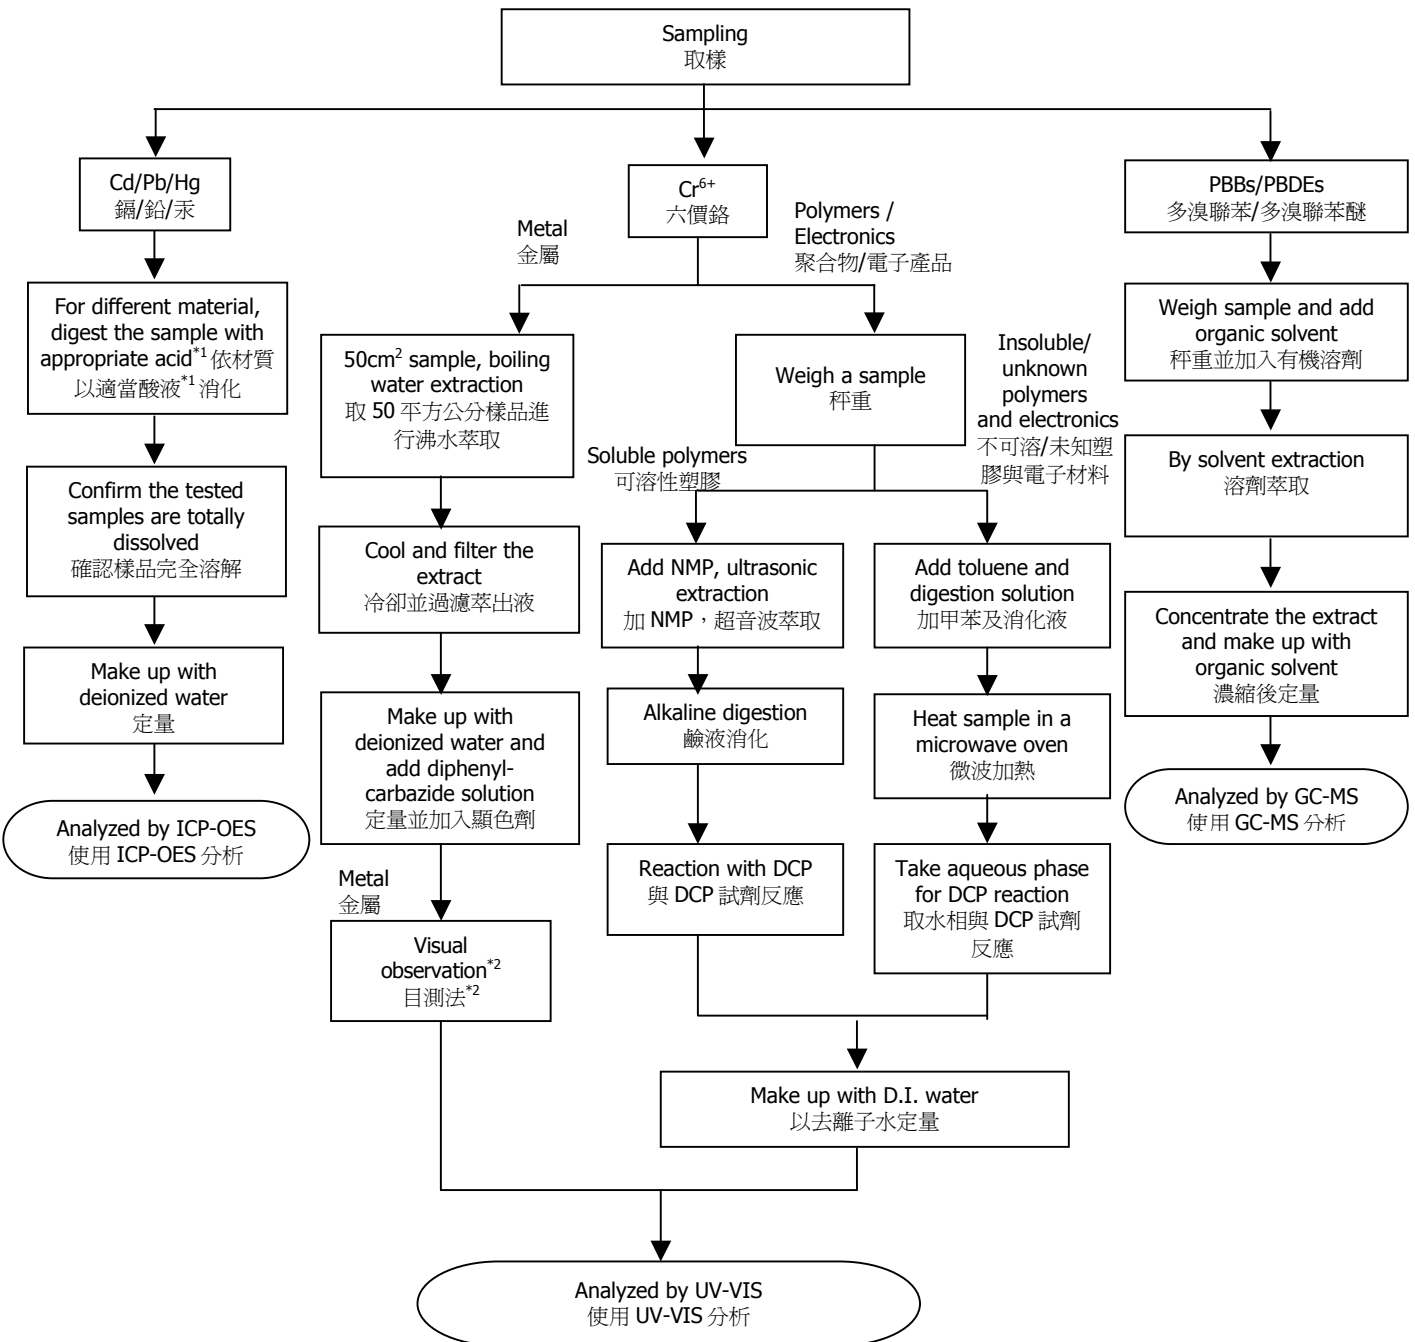 Sampling
取樣
Cd/Pb/Hg
鎘/鉛/汞
For different material,
digest the sample with
appropriate acid*1 依材質
以適當酸液*1 消化
Confirm the tested
samples are totally
dissolved
確認樣品完全溶解
Make up with
deionized water
定量
Analyzed by ICP-OES
使用 ICP-OES 分析
Cr6+
六價鉻
Metal
金屬
Polymers /
Electronics
聚合物/電子產品
50cm2 sample, boiling
water extraction
取 50 平方公分樣品進
行沸水萃取
Cool and filter the
extract
冷卻並過濾萃出液
Make up with
deionized water and
add diphenyl-
carbazide solution
定量並加入顯色劑
Metal
金屬
Visual
observation*2
目測法*2
Weigh a sample
秤重
Soluble polymers
可溶性塑膠
Insoluble/
unknown
polymers
and electronics
不可溶/未知塑
膠與電子材料
Add NMP, ultrasonic
extraction
加 NMP，超音波萃取
Alkaline digestion
鹼液消化
Reaction with DCP
與 DCP 試劑反應
Add toluene and
digestion solution
加甲苯及消化液
Heat sample in a
microwave oven
微波加熱
Take aqueous phase
for DCP reaction
取水相與 DCP 試劑
反應
Make up with D.I. water
以去離子水定量
Analyzed by UV-VIS
使用 UV-VIS 分析
PBBs/PBDEs
多溴聯苯/多溴聯苯醚
Weigh sample and add
organic solvent
秤重並加入有機溶劑
By solvent extraction
溶劑萃取
Concentrate the extract
and make up with
organic solvent
濃縮後定量
Analyzed by GC-MS
使用 GC-MS 分析